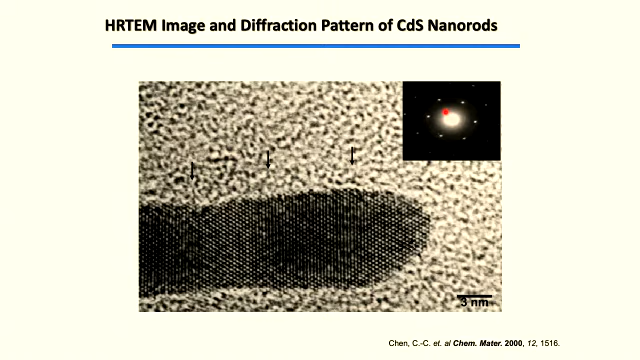 HRTEM Image and Diffraction Pattern of CdS Nanorods
3 nm
Chen, C.-C. et. al Chem. Mater. 2000, 12, 1516.